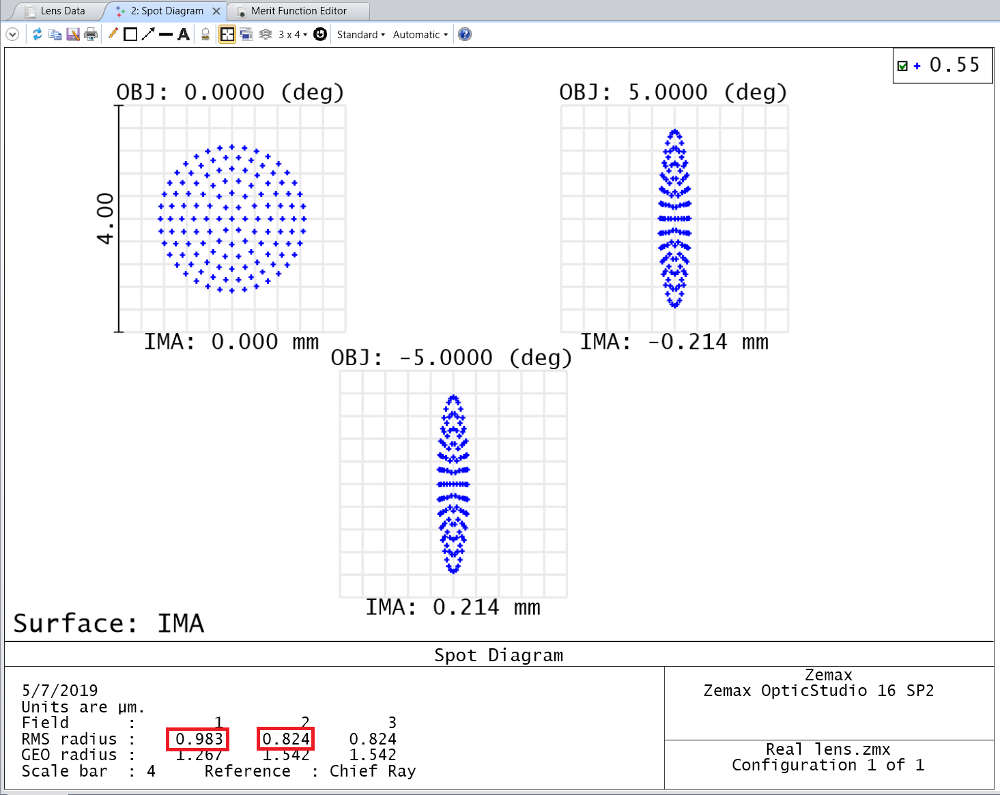 Lens Data
2: Spot Diagram
Merit Function Editor
3 x 4
Standard
Automatic
0.55
OBJ: 0.0000 (deg)
OBJ: 5.0000 (deg)
4.00
IMA: 0.000 mm
IMA: -0.214 mm
OBJ: -5.0000 (deg)
IMA: 0.214 mm
Surface: IMA
Spot Diagram
5/7/2019
Units are µm.
Field : 1 2 3
RMS radius : 0.983 0.824 0.824
GEO radius : 1.267 1.542 1.542
Scale bar : 4 Reference : Chief Ray
Zemax
Zemax OpticStudio 16 SP2
Real lens.zmx
Configuration 1 of 1